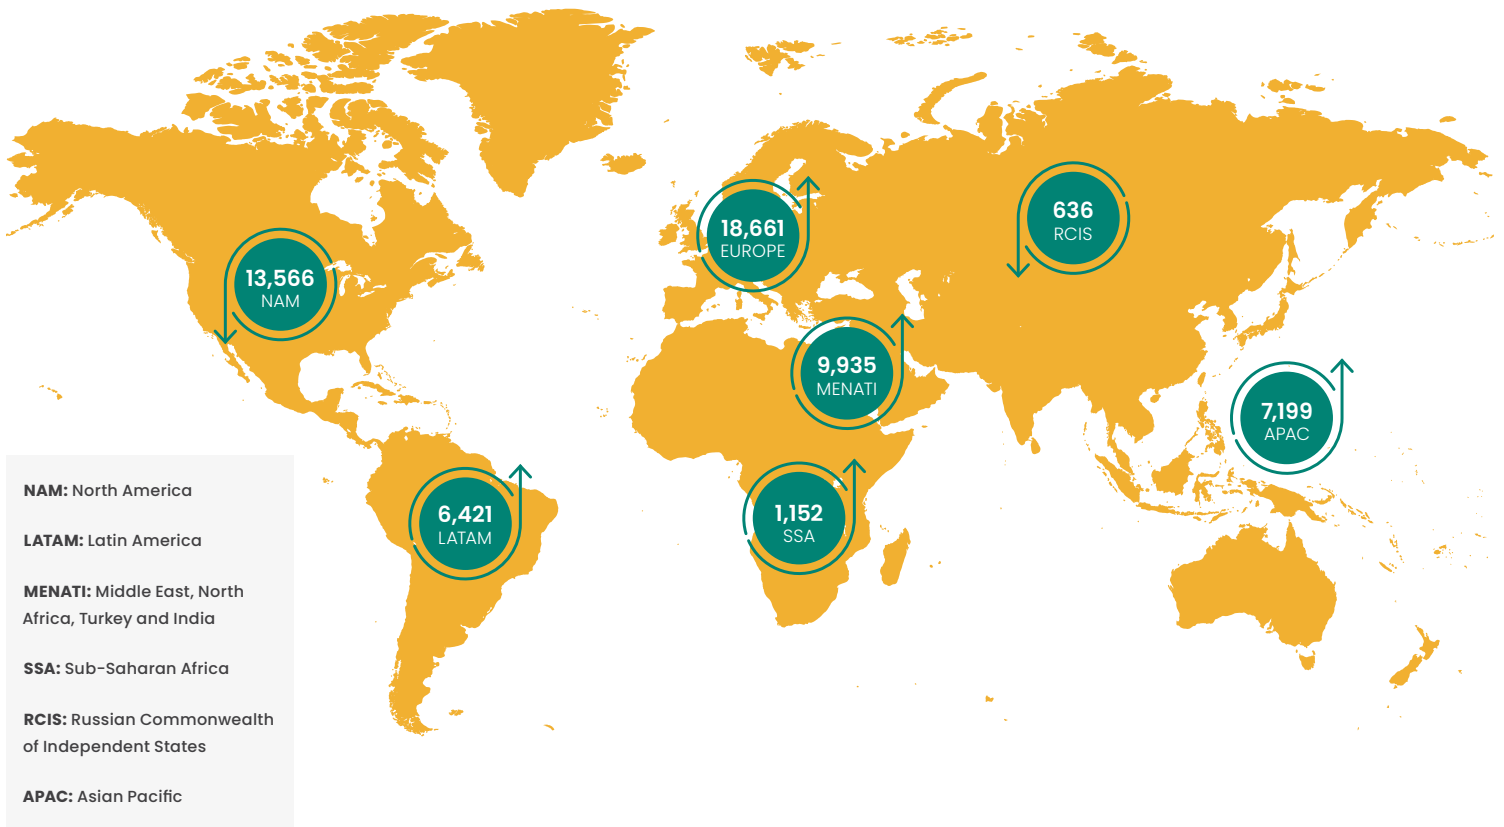 18,661
EUROPE
636
RCIS
13,566
NAM
9,935
MENATI
7,199
APAC
6,421
LATAM
1,152
SSA
NAM: North America
LATAM: Latin America
MENATI: Middle East, North
Africa, Turkey and India
SSA: Sub-Saharan Africa
RCIS: Russian Commonwealth
of Independent States
APAC: Asian Pacific